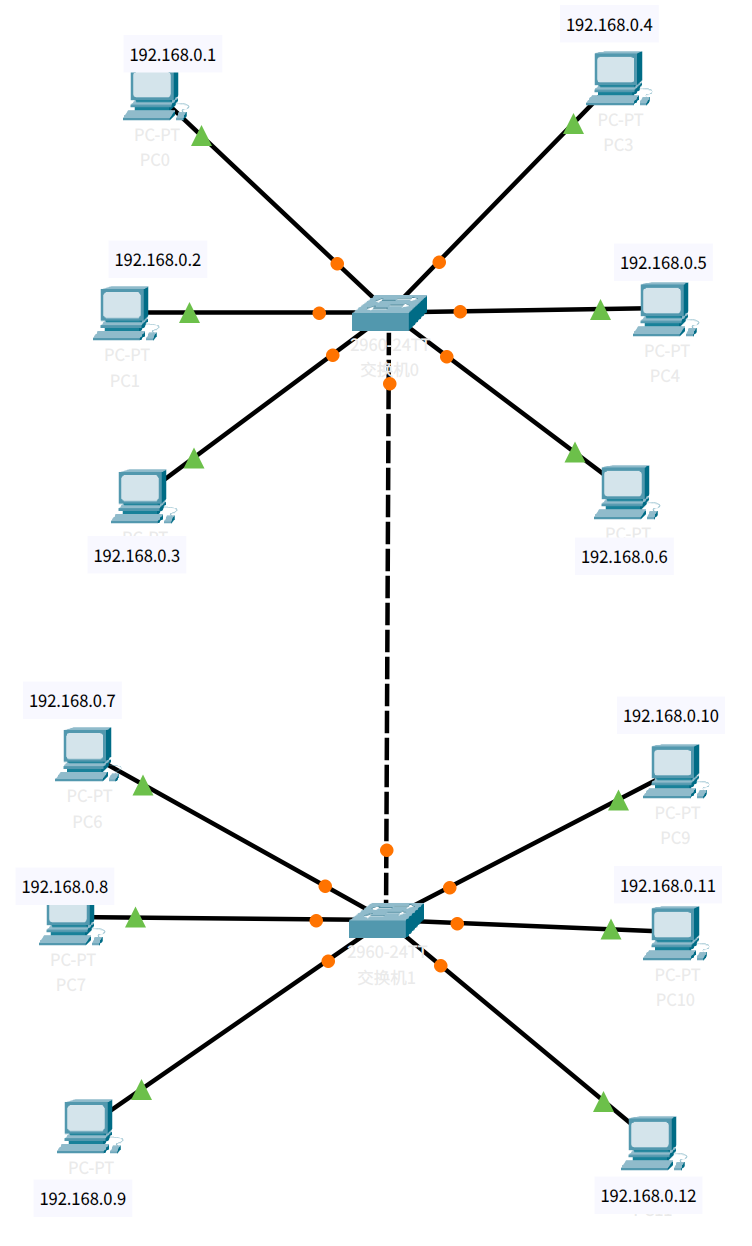 192.168.0.1
PC-PT
PC0
192.168.0.4
PC-PT
PC3
192.168.0.2
PC-PT
PC1
192.168.0.5
PC-PT
PC4
2960-24TT
交换机0
PC-PT
192.168.0.3
PC-PT
192.168.0.6
192.168.0.7
PC-PT
PC6
192.168.0.10
PC-PT
PC9
192.168.0.8
PC-PT
PC7
192.168.0.11
PC-PT
PC10
2960-24TT
交换机1
PC-PT
192.168.0.9
192.168.0.12